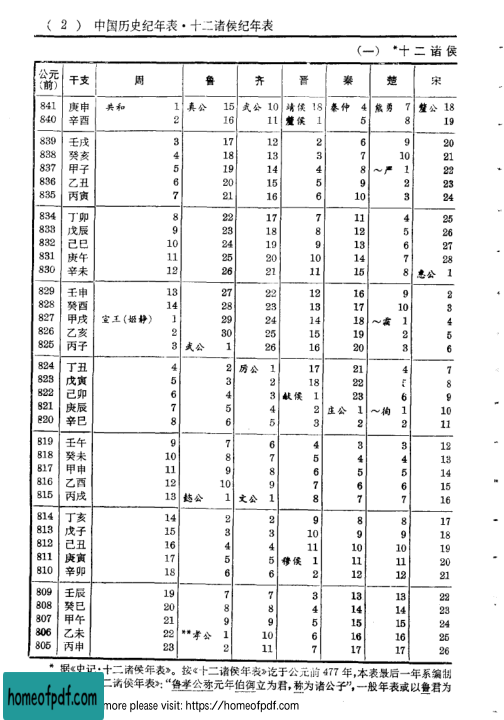 ( 2 ) 中国历史纪年表・十二诸侯纪年表
(一) *十二诸侯
公元(前) 干支 周 鲁 齐 晋 秦 楚 宋
841 庚申 共和 1 真公 15 武公 10 靖侯 18 秦仲 4 熊勇 7 釐公 18
840 辛酉 2 16 11 釐侯 1 5 8 19
839 壬戌 3 17 12 2 6 9 20
838 癸亥 4 18 13 3 7 10 21
837 甲子 5 19 14 4 8 ～严 1 22
836 乙丑 6 20 15 5 9 2 23
835 丙寅 7 21 16 6 10 3 24
834 丁卯 8 22 17 7 11 4 25
833 戊辰 9 23 18 8 12 5 26
832 己巳 10 24 19 9 13 6 27
831 庚午 11 25 20 10 14 7 28
830 辛未 12 26 21 11 15 8 惠公 1
829 壬申 13 27 22 12 16 9 2
828 癸酉 14 28 23 13 17 10 3
827 甲戌 宣王(姬静) 1 29 24 14 18 ～霜 1 4
826 乙亥 2 30 25 15 19 2 5
825 丙子 3 武公 1 26 16 20 3 6
824 丁丑 4 2 厉公 1 17 21 4 7
823 戊寅 5 3 2 18 22 8
822 己卯 6 4 3 献侯 1 23 6 9
821 庚辰 7 5 4 2 庄公 1 ～徇 1 10
820 辛巳 8 6 5 3 2 2 11
819 壬午 9 7 6 4 3 3 12
818 癸未 10 8 7 5 4 4 13
817 甲申 11 9 8 6 5 5 14
816 乙酉 12 10 9 7 6 6 15
815 丙戌 13 懿公 1 文公 1 8 7 7 16
814 丁亥 14 2 2 9 8 8 17
813 戊子 15 3 3 10 9 9 18
812 己丑 16 4 4 11 10 10 19
811 庚寅 17 5 5 穆侯 1 11 11 20
810 辛卯 18 6 6 2 12 12 21
809 壬辰 19 7 7 3 13 13 22
808 癸巳 20 8 8 4 14 14 23
807 甲午 21 9 9 5 15 15 24
806 乙未 22 **孝公 1 10 6 16 16 25
805 丙申 23 2 11 7 17 17 26
* 据《史记・十二诸侯年表》。按《十二诸侯年表》讫于公元前 477 年，本表最后一年系编制
二诸侯年表》：“鲁孝公称元年伯御立为君，称为诸公子”，一般年表或以鲁君为
homeofpdf.com
more please visit: https://homeofpdf.com